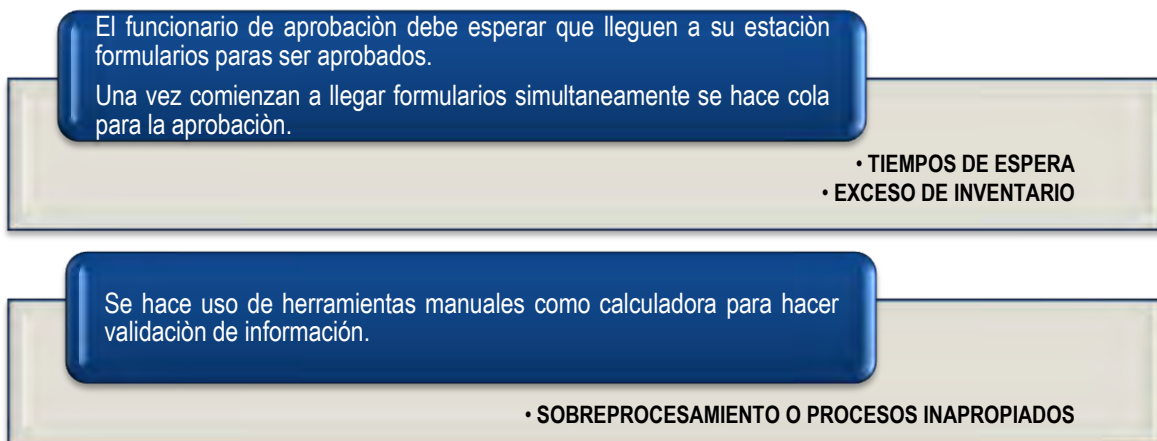 El funcionario de aprobaciòn debe esperar que lleguen a su estaciòn
formularios paras ser aprobados.
Una vez comienzan a llegar formularios simultaneamente se hace cola
para la aprobaciòn.
• TIEMPOS DE ESPERA
• EXCESO DE INVENTARIO
Se hace uso de herramientas manuales como calculadora para hacer
validaciòn de información.
• SOBREPROCESAMIENTO O PROCESOS INAPROPIADOS